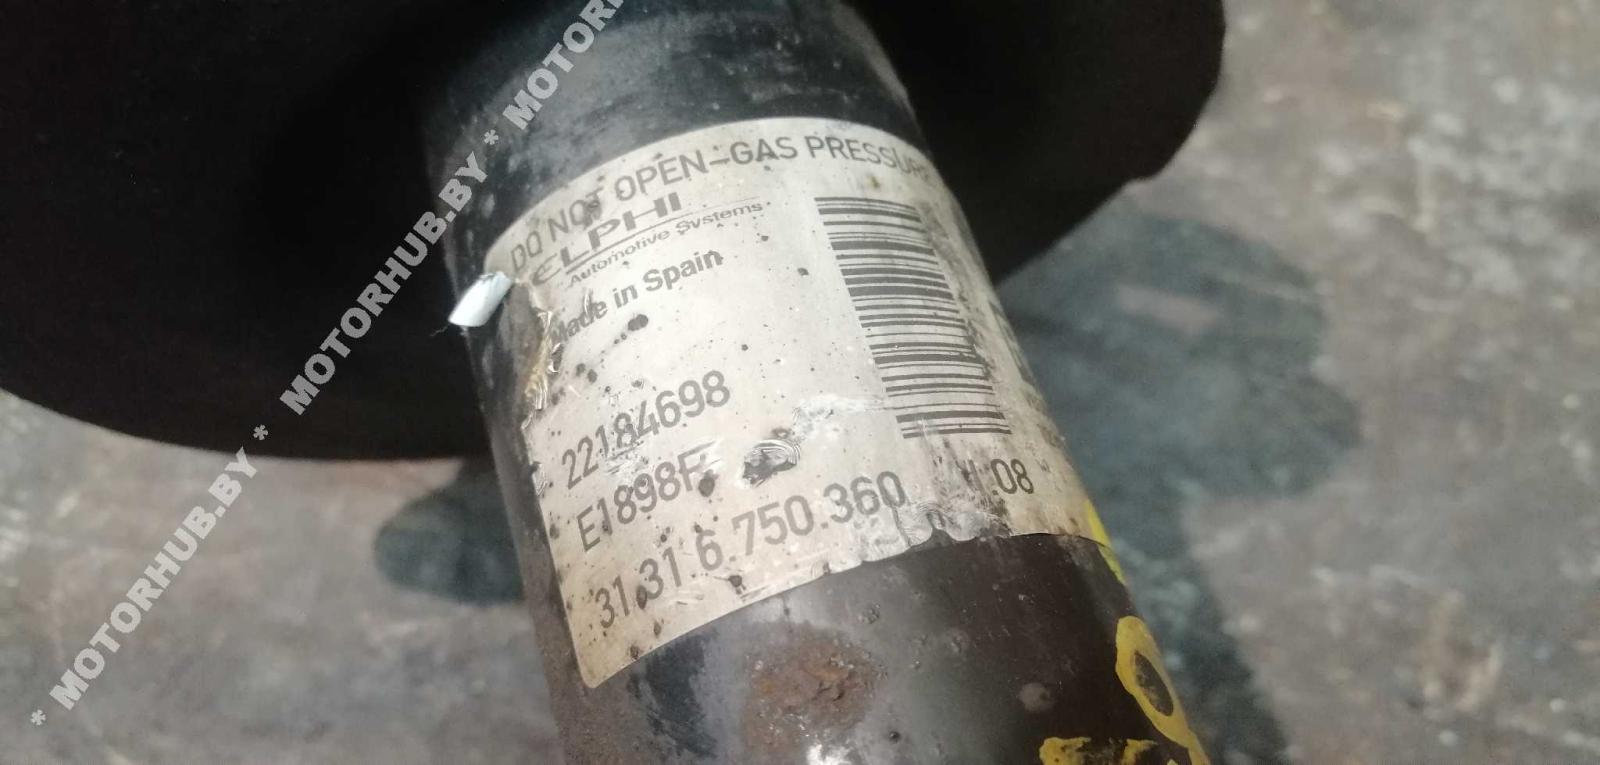 DO NOT OPEN-GAS PRESSURE
DELPHI
Automotive Systems
Made in Spain
22184698
E1898F
31.31.6.750.360
08
* MOTORHUB.BY * MOTORHUB.BY * MOTORHUB.BY * MOTORH